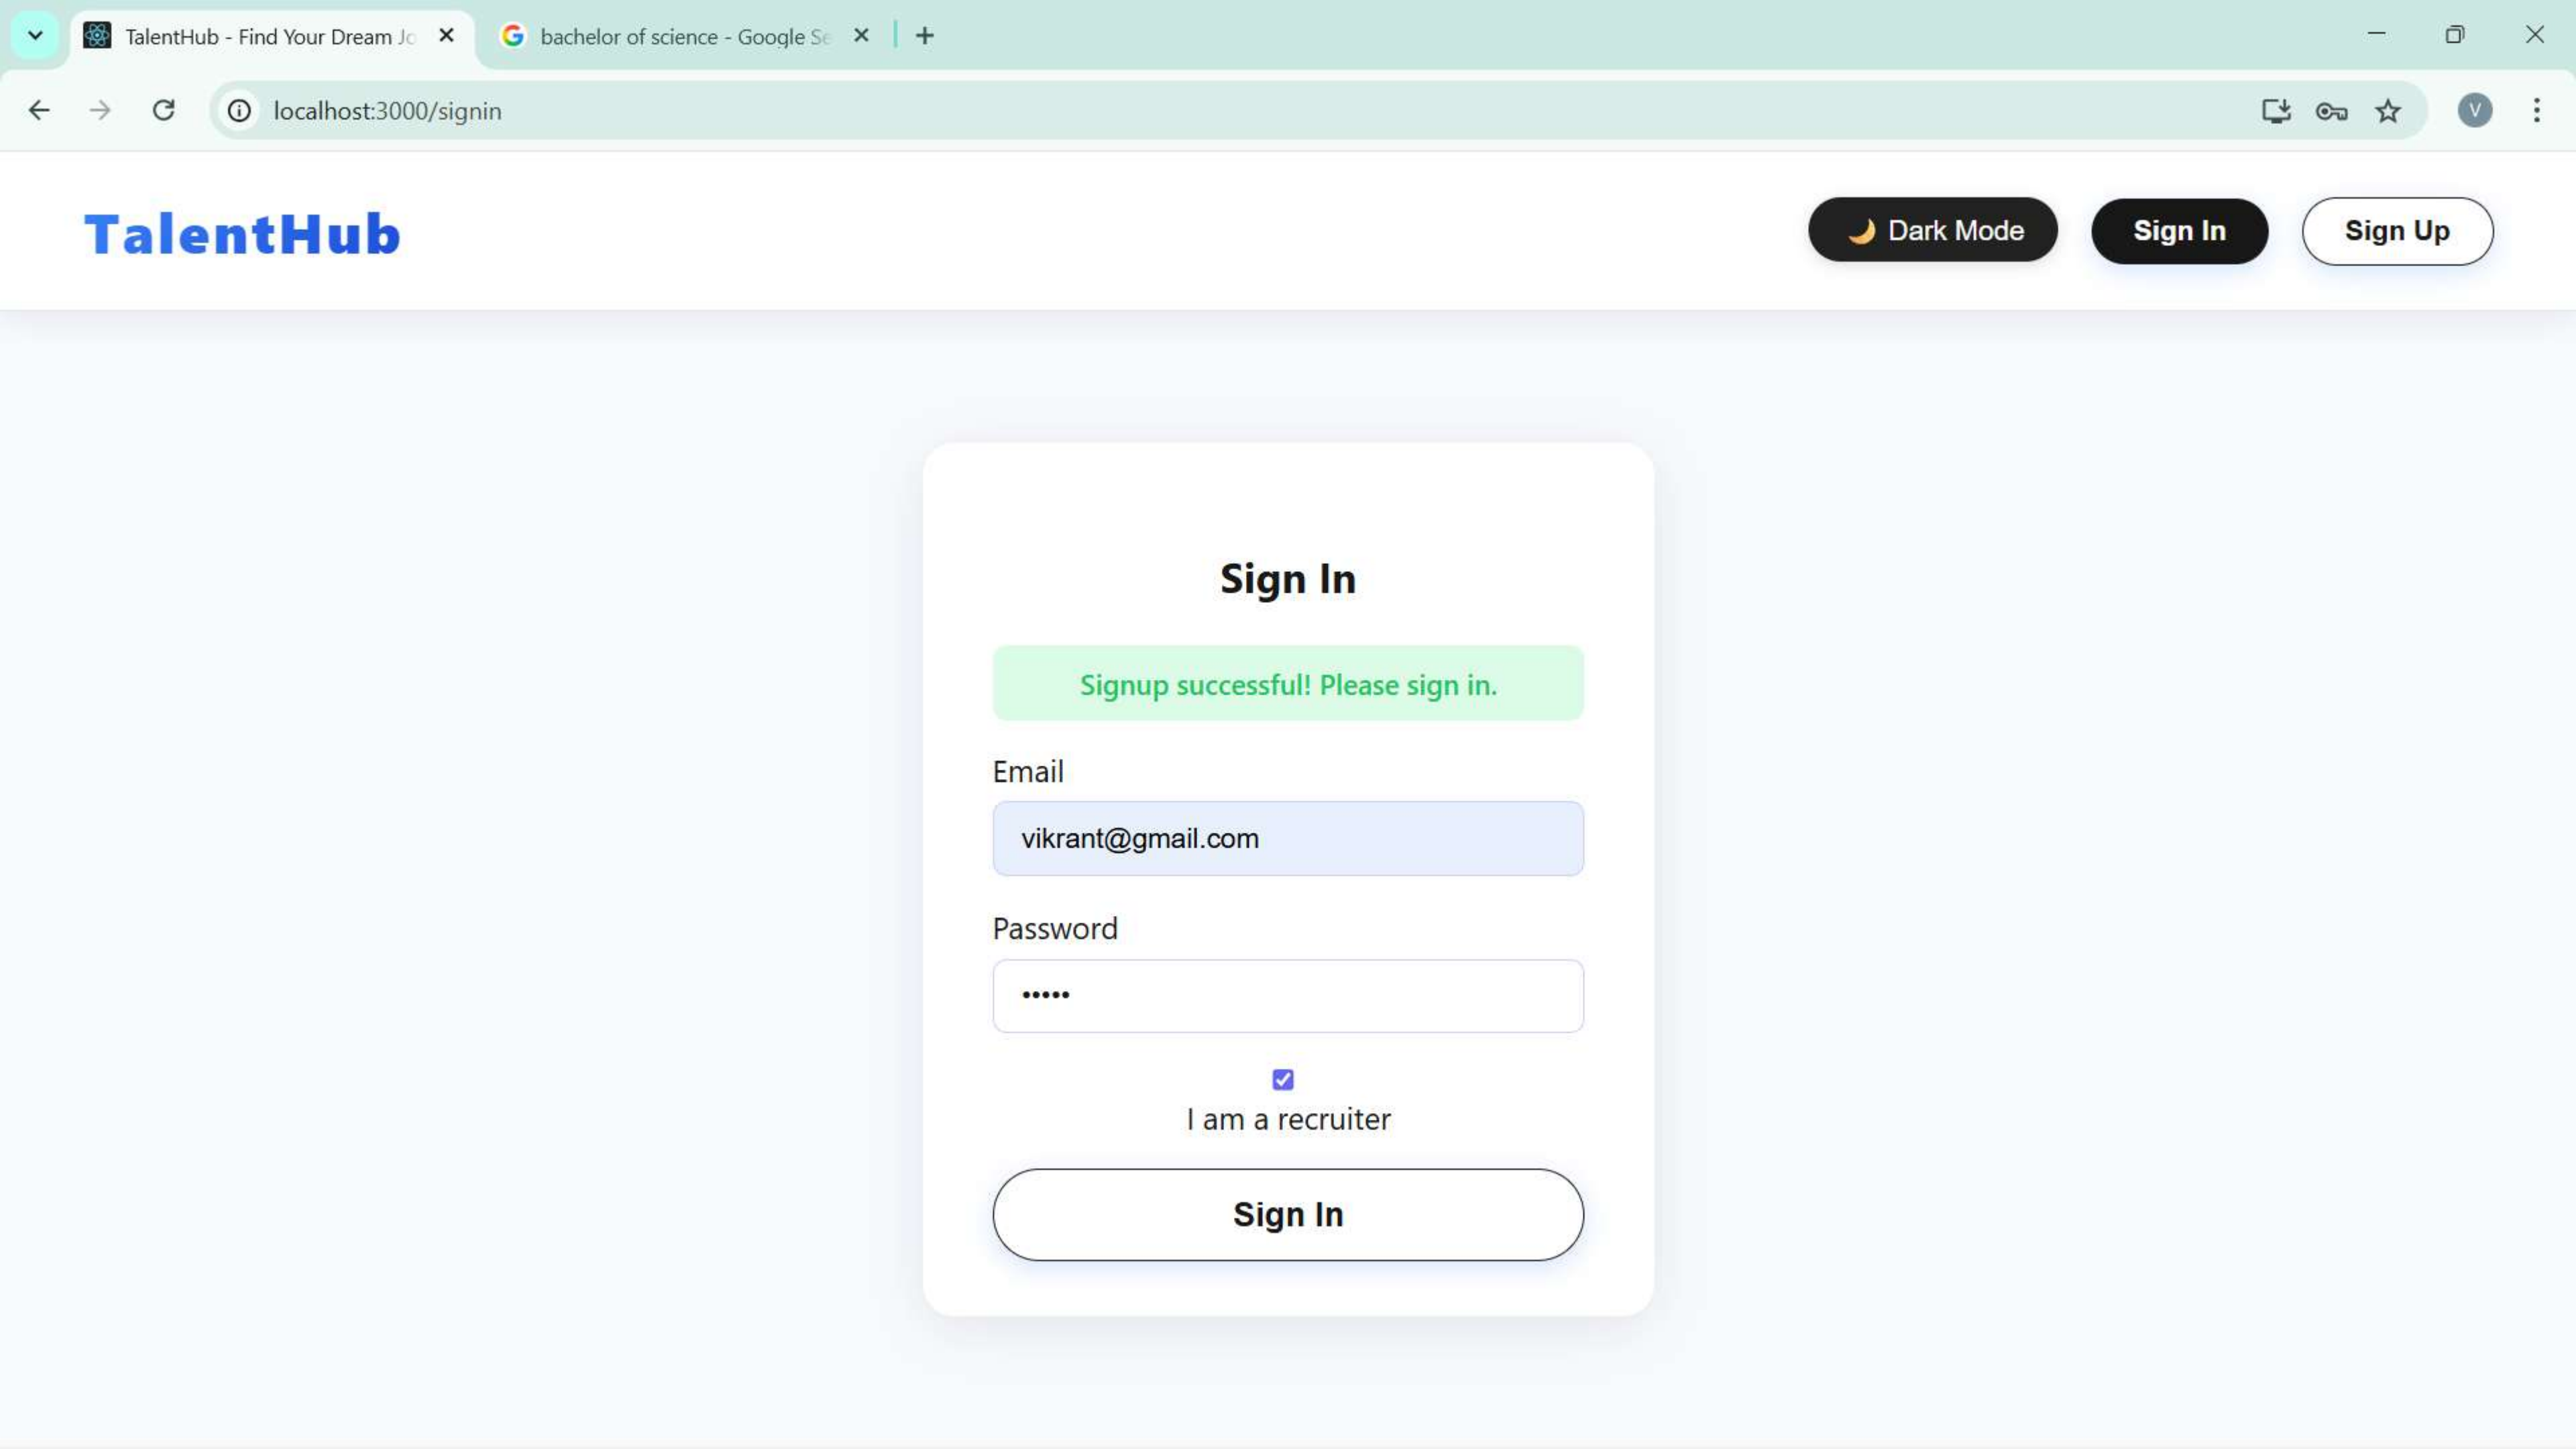 TalentHub - Find Your Dream Jo
bachelor of science - Google Se
localhost:3000/signin
V
TalentHub
Dark Mode
Sign In
Sign Up
Sign In
Signup successful! Please sign in.
Email
vikrant@gmail.com
Password
•••••
I am a recruiter
Sign In